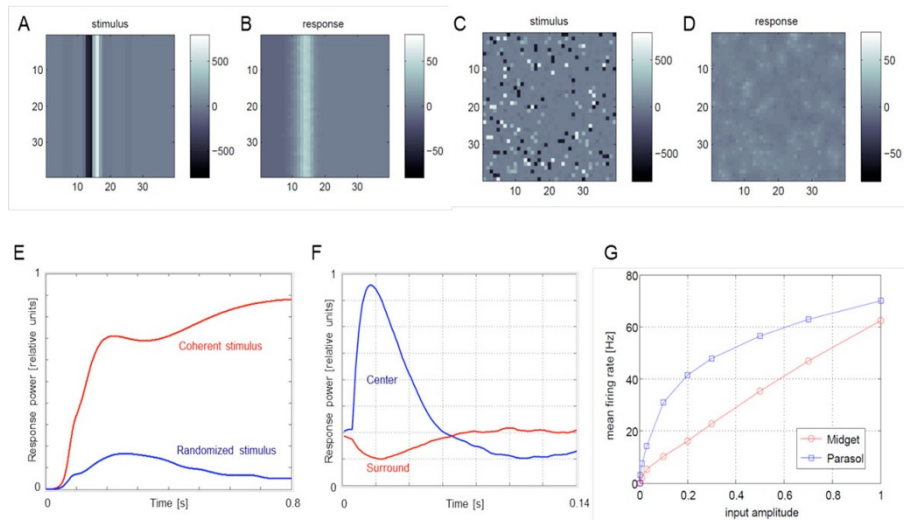 A
stimulus
10
20
30
10 20 30
500
0
−500
B
response
10
20
30
10 20 30
50
0
−50
C
stimulus
10
20
30
10 20 30
500
0
−500
D
response
10
20
30
10 20 30
50
0
−50
E
Response power [relative units]
1
0
Coherent stimulus
Randomized stimulus
0 0.8
Time [s]
F
Response power [relative units]
1
0
Center
Surround
0 0.14
Time [s]
G
mean firing rate [Hz]
80
60
40
20
0
Midget
Parasol
0 0.2 0.4 0.6 0.8 1
input amplitude